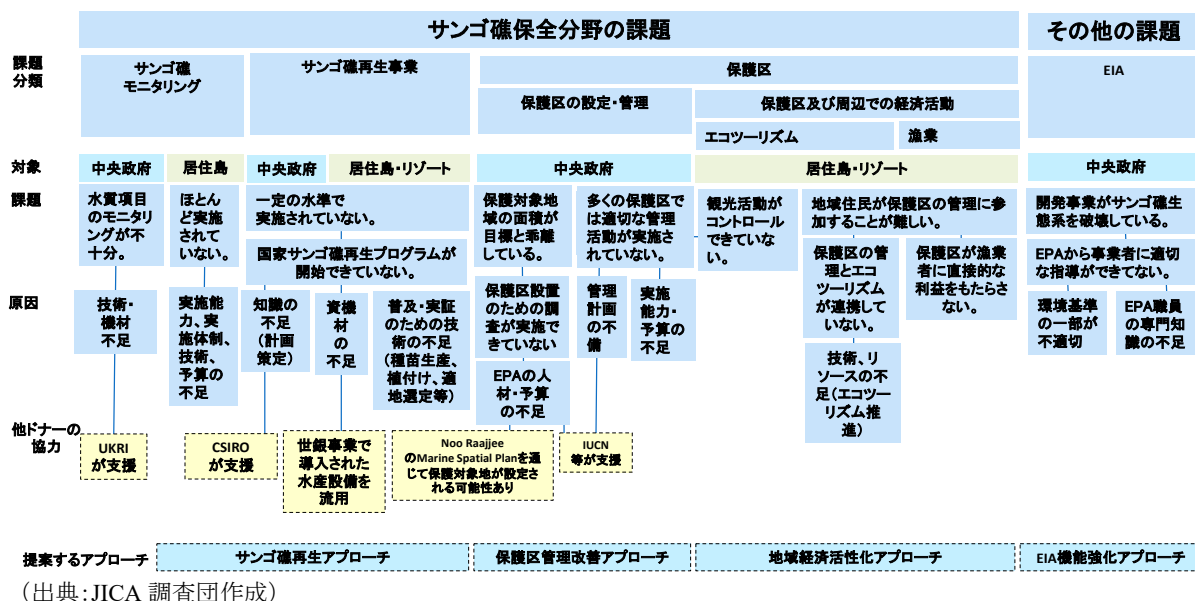 サンゴ礁保全分野の課題
その他の課題
課題
分類
サンゴ礁
モニタリング
サンゴ礁再生事業
保護区
EIA
保護区の設定・管理
保護区及び周辺での経済活動
エコツーリズム
漁業
対象
中央政府
居住島
中央政府
居住島・リゾート
中央政府
居住島・リゾート
中央政府
課題
水質項目
のモニタリ
ングが不
十分。
ほとん
ど実施
されて
いない。
一定の水準で
実施されていない。
国家サンゴ礁再生プログラムが
開始できていない。
保護対象地
域の面積が
目標と乖離
している。
多くの保護区で
は適切な管理
活動が実施さ
れていない。
観光活動が
コントロール
できていな
い。
地域住民が保護区の管理に参
加することが難しい。
保護区の管
理とエコ
ツーリズム
が連携して
いない。
保護区が漁業
者に直接的な
利益をもたらさ
ない。
開発事業がサンゴ礁生
態系を破壊している。
EPAから事業者に適切
な指導ができてない。
原因
技術・
機材
不足
実施能
力、実
施体制、
技術、
予算の
不足
知識の
不足
(計画
策定)
資機
材の
不足
普及・実証
のための技
術の不足
(種苗生産、
植付け、適
地選定等)
保護区設置
のための調
査が実施で
きていない
EPAの人
材・予算
の不足
管理
計画の
不備
実施
能力・予
算の
不足
技術、リ
ソースの不
足(エコツー
リズム推
進)
環境基準
の一部が
不適切
EPA職員
の専門知
識の不足
他ドナーの
協力
UKRI
が支援
CSIRO
が支援
世銀事業で
導入された
水産設備を
流用
Noo Raajjee
のMarine Spatial Planを通
じて保護対象地が設定さ
れる可能性あり
IUCN
等が支援
提案するアプローチ
サンゴ礁再生アプローチ
保護区管理改善アプローチ
地域経済活性化アプローチ
EIA機能強化アプローチ
(出典:JICA 調査団作成)